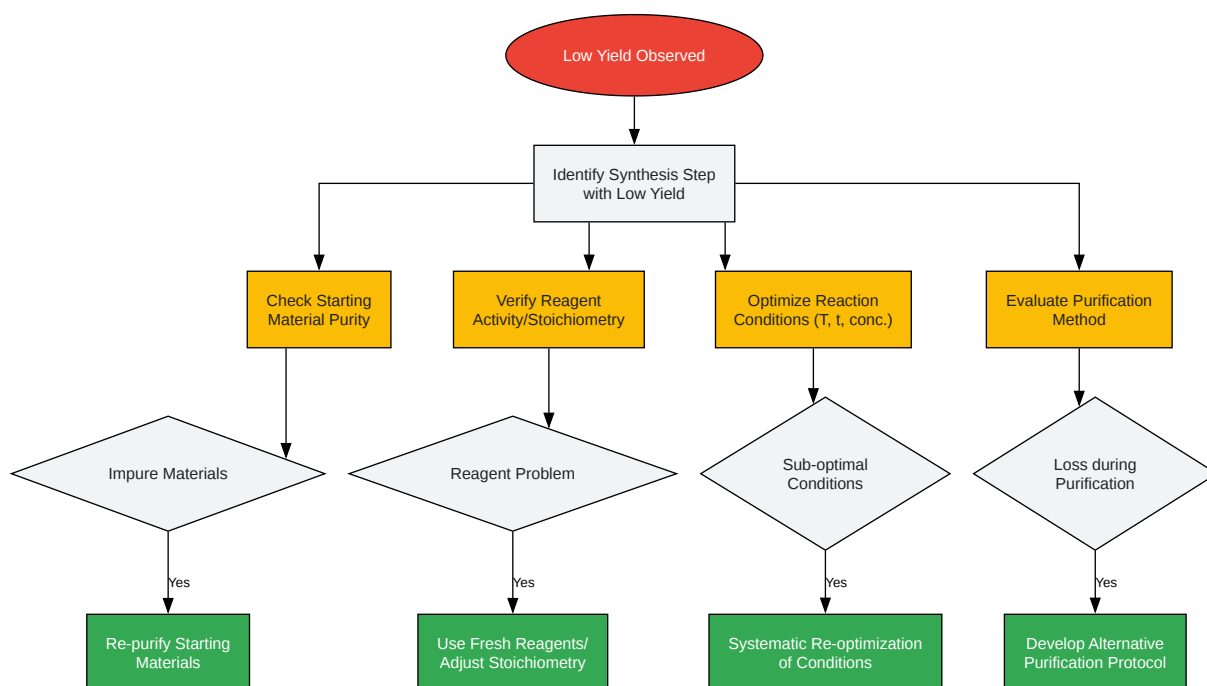 Low Yield Observed
Identify Synthesis Step
with Low Yield
Check Starting
Material Purity
Verify Reagent
Activity/Stoichiometry
Optimize Reaction
Conditions (T, t, conc.)
Evaluate Purification
Method
Impure Materials
Reagent Problem
Sub-optimal
Conditions
Loss during
Purification
Yes
Yes
Yes
Yes
Re-purify Starting
Materials
Use Fresh Reagents/
Adjust Stoichiometry
Systematic Re-optimization
of Conditions
Develop Alternative
Purification Protocol